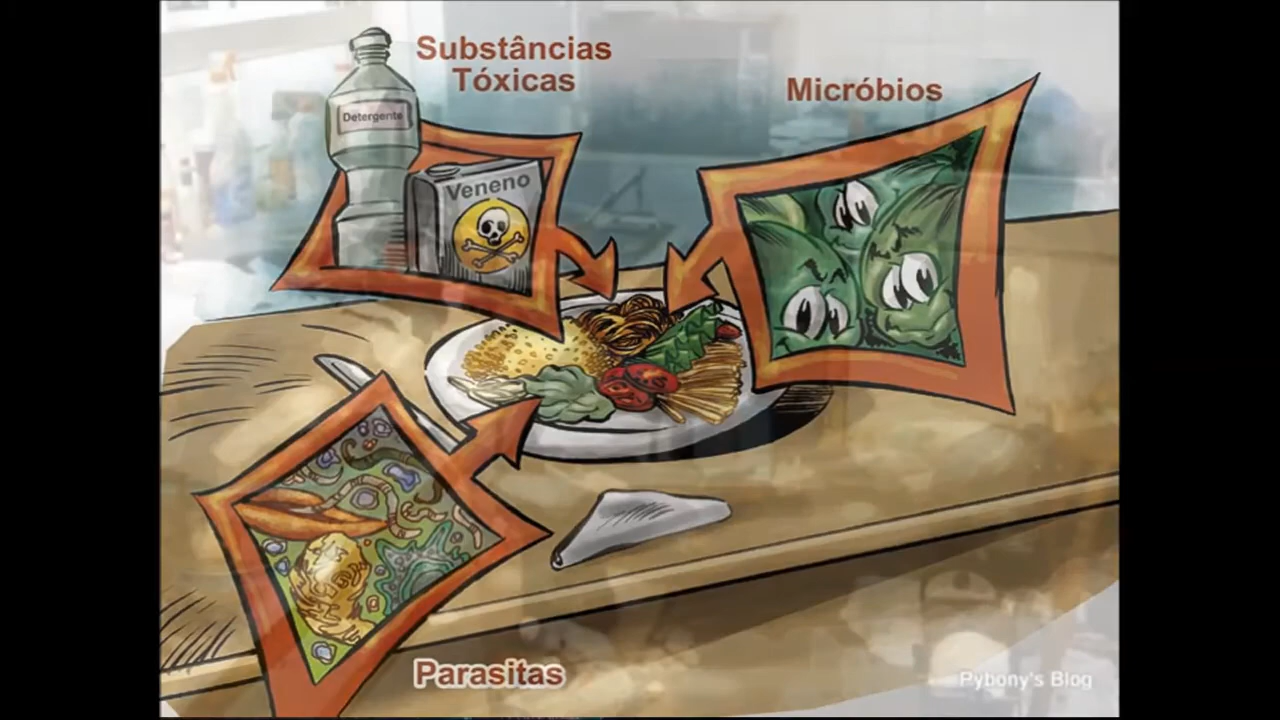 Substâncias
Tóxicas
Micróbios
Detergente
Veneno
Parasitas
Pybony's Blog